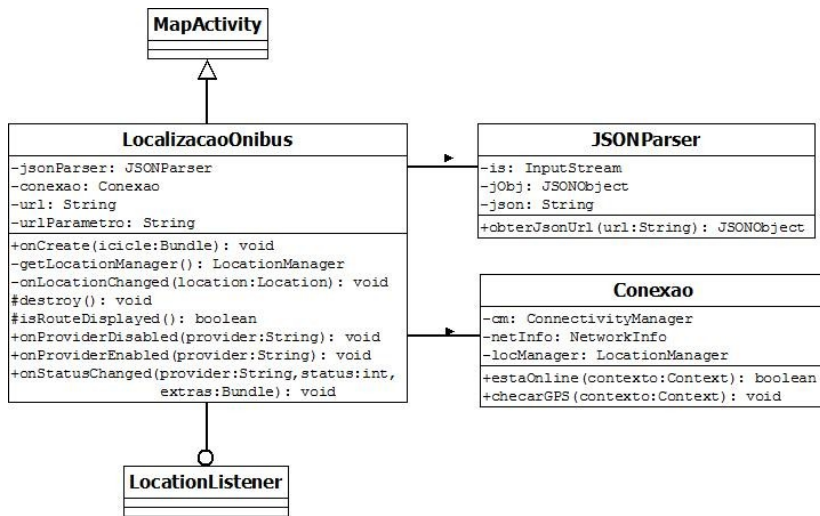 MapActivity
LocalizacaoOnibus
-jsonParser: JSONParser
-conexao: Conexao
-url: String
-urlParametro: String
+onCreate(icicle:Bundle): void
-getLocationManager(): LocationManager
-onLocationChanged(location:Location): void
#destroy(): void
#isRouteDisplayed(): boolean
+onProviderDisabled(provider:String): void
+onProviderEnabled(provider:String): void
+onStatusChanged(provider:String,status:int,
extras:Bundle): void
JSONParser
-is: InputStream
-jObj: JSONObject
-json: String
+obterJsonUrl(url:String): JSONObject
Conexao
-cm: ConnectivityManager
-netInfo: NetworkInfo
-locManager: LocationManager
+estaOnline(contexto:Context): boolean
+checarGPS(contexto:Context): void
LocationListener